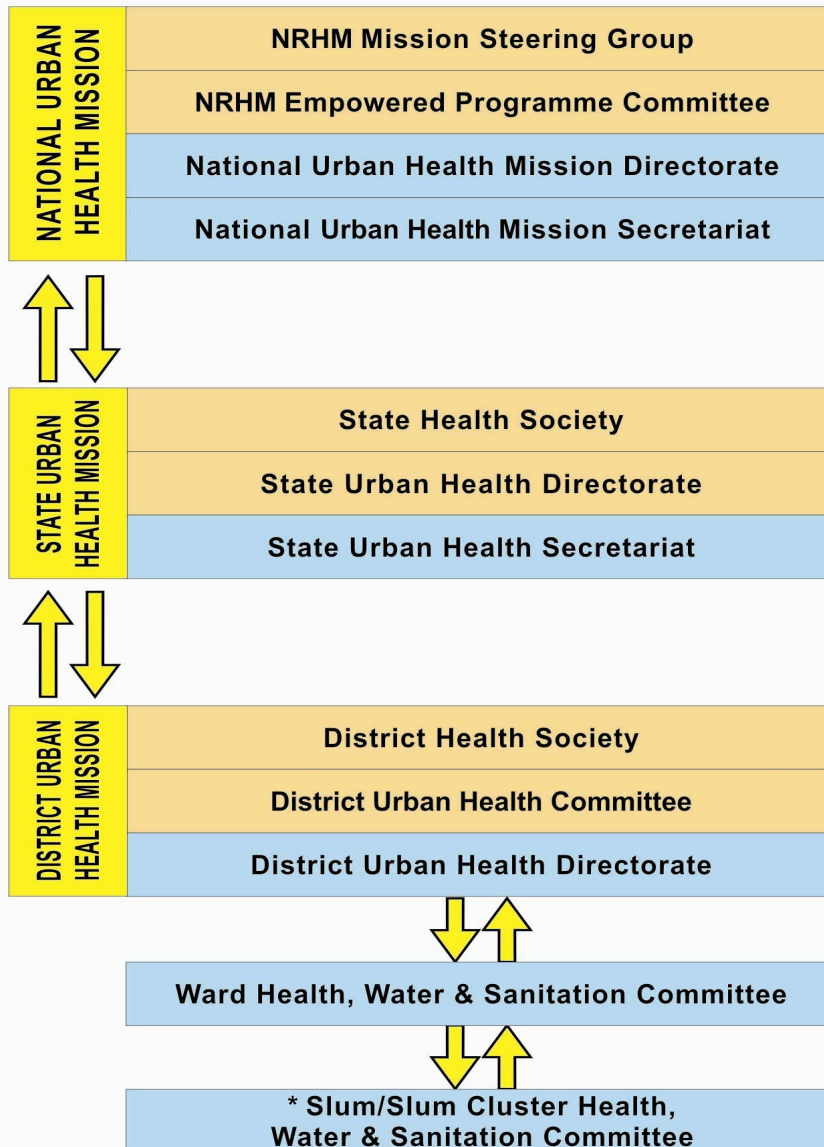 NATIONAL URBAN
HEALTH MISSION
NRHM Mission Steering Group
NRHM Empowered Programme Committee
National Urban Health Mission Directorate
National Urban Health Mission Secretariat
STATE URBAN
HEALTH MISSION
State Health Society
State Urban Health Directorate
State Urban Health Secretariat
DISTRICT URBAN
HEALTH MISSION
District Health Society
District Urban Health Committee
District Urban Health Directorate
Ward Health, Water & Sanitation Committee
* Slum/Slum Cluster Health,
Water & Sanitation Committee